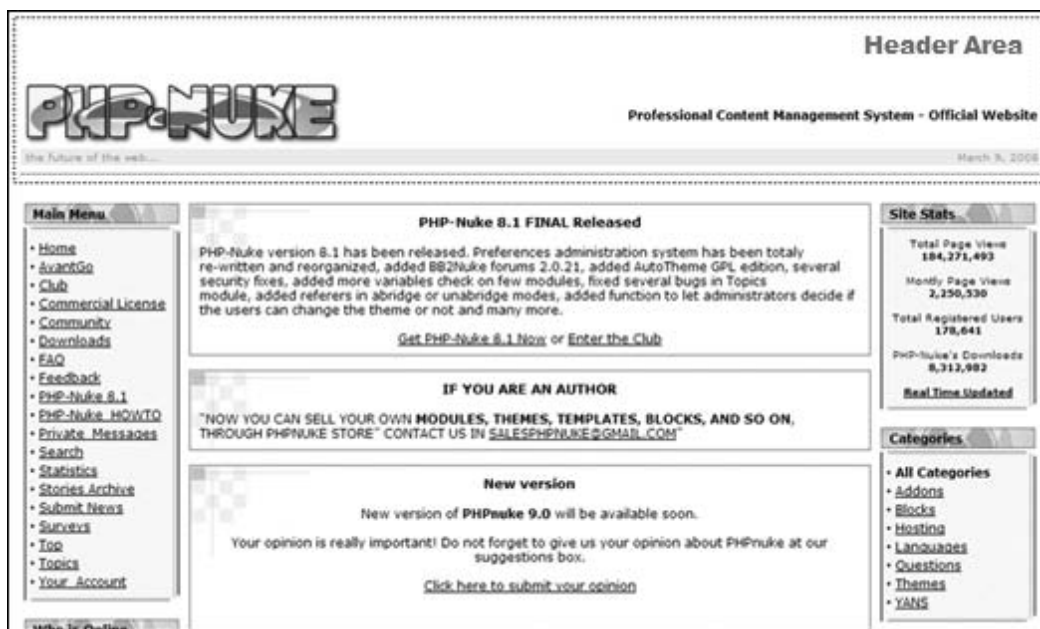 Header Area
PHP-NUKE
Professional Content Management System - Official Website
the future of the web...
March 9, 2008
Main Menu
• Home
• AvantGo
• Club
• Commercial License
• Community
• Downloads
• FAQ
• Feedback
• PHP-Nuke 8.1
• PHP-Nuke HOWTO
• Private Messages
• Search
• Statistics
• Stories Archive
• Submit News
• Surveys
• Top
• Topics
• Your Account
Who is Online
PHP-Nuke 8.1 FINAL Released
PHP-Nuke version 8.1 has been released. Preferences administration system has been totaly
re-written and reorganized, added BB2Nuke forums 2.0.21, added AutoTheme GPL edition, several
security fixes, added more variables check on few modules, fixed several bugs in Topics
module, added referers in abridge or unabridge modes, added function to let administrators decide if
the users can change the theme or not and many more.
Get PHP-Nuke 8.1 Now or Enter the Club
IF YOU ARE AN AUTHOR
"NOW YOU CAN SELL YOUR OWN MODULES, THEMES, TEMPLATES, BLOCKS, AND SO ON,
THROUGH PHPNUKE STORE" CONTACT US IN SALESPHPNUKE@GMAIL.COM"
New version
New version of PHPnuke 9.0 will be available soon.
Your opinion is really important! Do not forget to give us your opinion about PHPnuke at our
suggestions box.
Click here to submit your opinion
Site Stats
Total Page Views
184,271,493
Montly Page Views
2,250,530
Total Registered Users
178,641
PHP-Nuke's Downloads
8,312,982
Real Time Updated
Categories
• All Categories
• Addons
• Blocks
• Hosting
• Languages
• Questions
• Themes
• YANS